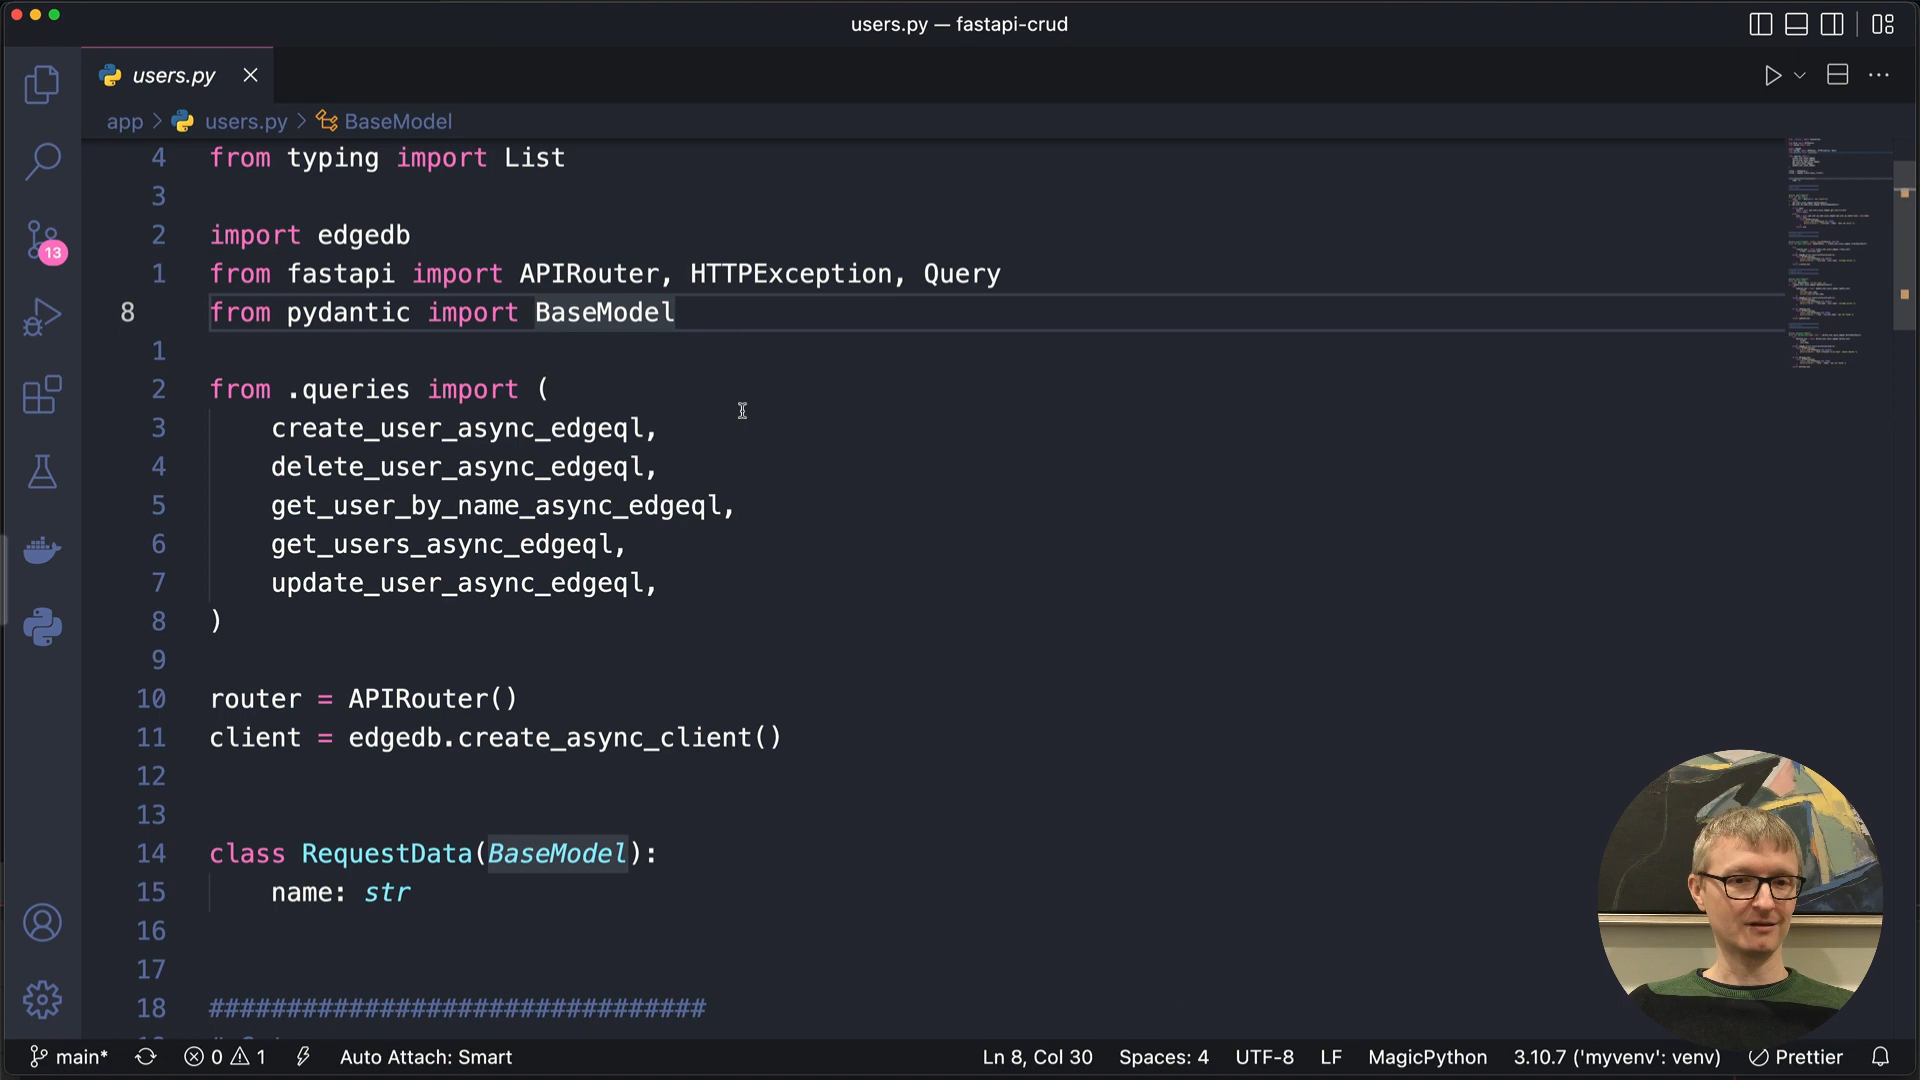 users.py — fastapi-crud
users.py
app > users.py > BaseModel
4 from typing import List
3
2 import edgedb
1 from fastapi import APIRouter, HTTPException, Query
8 from pydantic import BaseModel
1
2 from .queries import (
3 create_user_async_edgeql,
4 delete_user_async_edgeql,
5 get_user_by_name_async_edgeql,
6 get_users_async_edgeql,
7 update_user_async_edgeql,
8 )
9
10 router = APIRouter()
11 client = edgedb.create_async_client()
12
13
14 class RequestData(BaseModel):
15 name: str
16
17
18 ################################
13
main* 0 1 Auto Attach: Smart Ln 8, Col 30 Spaces: 4 UTF-8 LF MagicPython 3.10.7 ('myvenv': venv) Prettier